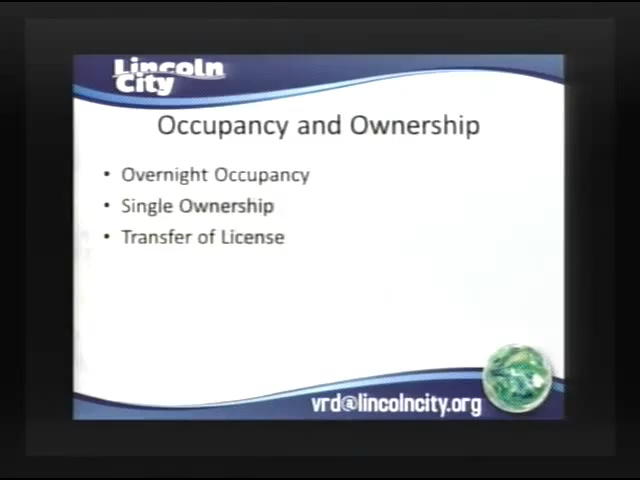 Lincoln
City
Occupancy and Ownership
• Overnight Occupancy
• Single Ownership
• Transfer of License
vrd@lincolncity.org